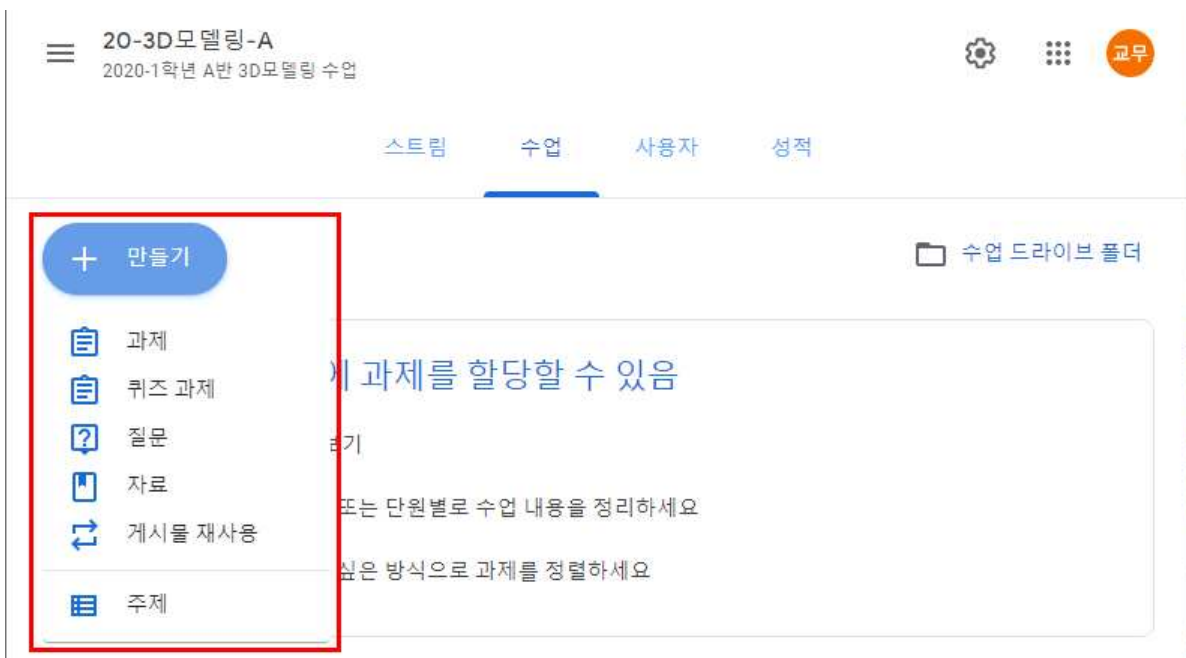 20-3D모델링-A
2020-1학년 A반 3D모델링 수업
교무
스트림 수업 사용자 성적
만들기
수업 드라이브 폴더
과제
퀴즈 과제
질문
자료
게시물 재사용
주제
에 과제를 할당할 수 있음
보기
또는 단원별로 수업 내용을 정리하세요
싶은 방식으로 과제를 정렬하세요